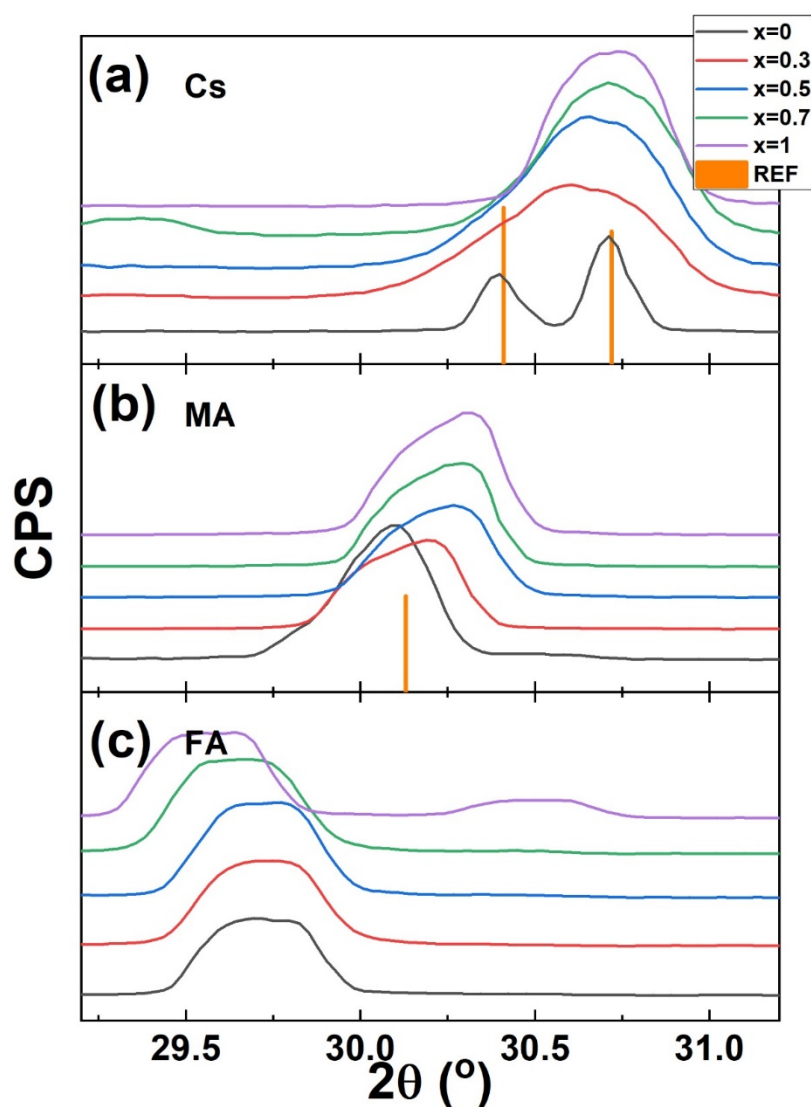 x=0
x=0.3
x=0.5
x=0.7
x=1
REF
(a) Cs
(b) MA
(c) FA
CPS
29.5 30.0 30.5 31.0
2θ (°)